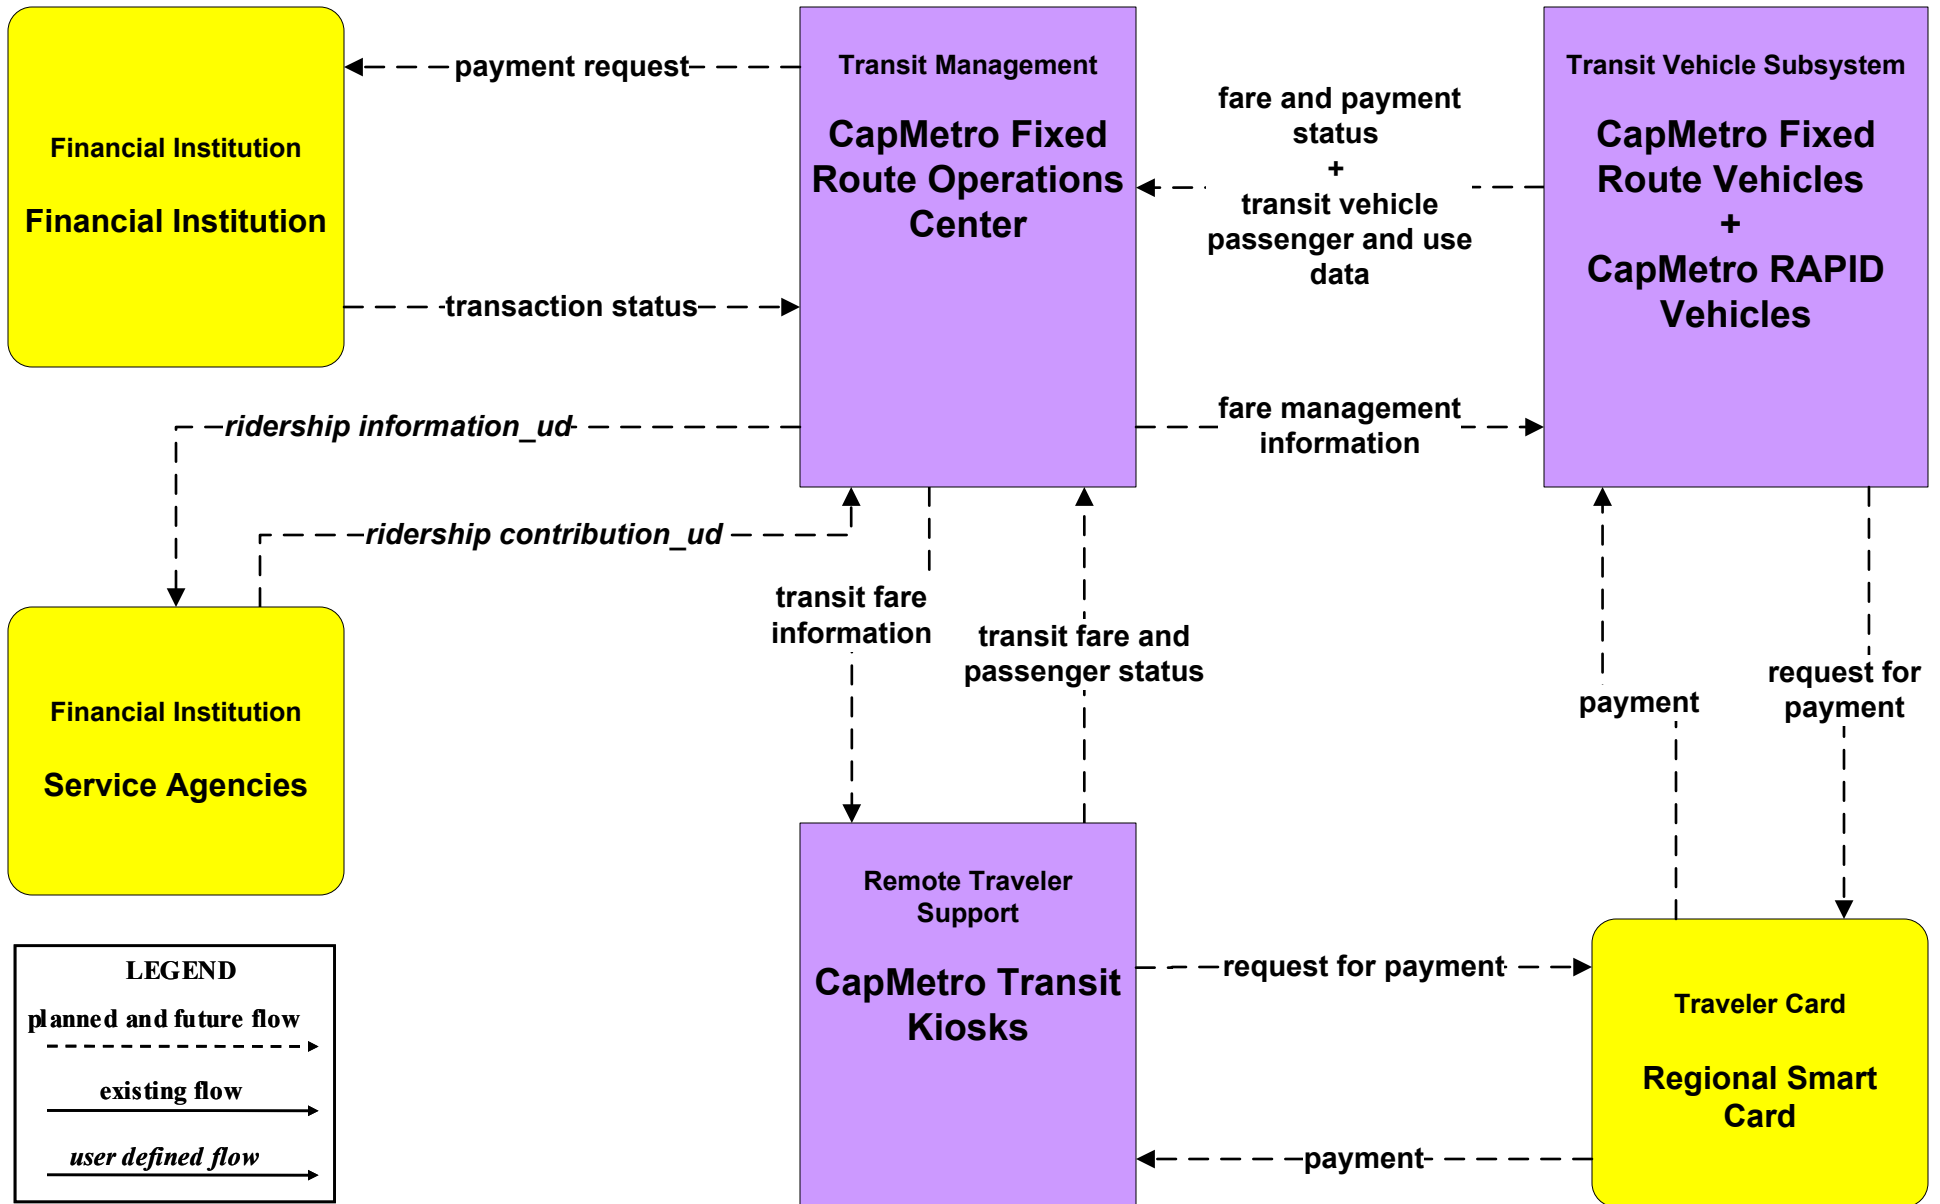 Financial Institution
Financial Institution
payment request
transaction status
Transit Management
CapMetro Fixed
Route Operations
Center
fare and payment
status
+
transit vehicle
passenger and use
data
fare management
information
Transit Vehicle Subsystem
CapMetro Fixed
Route Vehicles
+
CapMetro RAPID
Vehicles
ridership information_ud
ridership contribution_ud
Financial Institution
Service Agencies
transit fare
information
transit fare and
passenger status
payment
request for
payment
Remote Traveler
Support
CapMetro Transit
Kiosks
request for payment
payment
Traveler Card
Regional Smart
Card
LEGEND
planned and future flow
existing flow
user defined flow